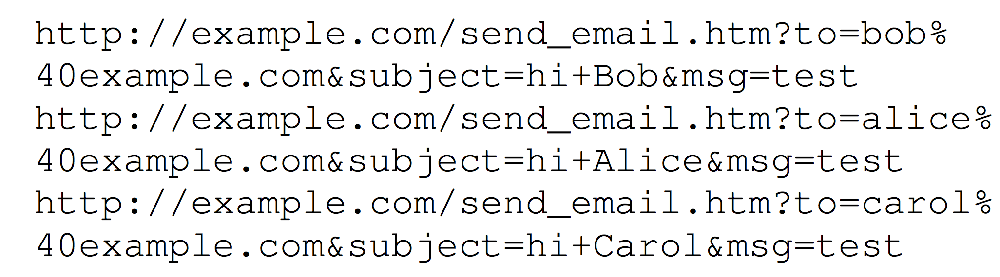 http://example.com/send_email.htm?to=bob%
40example.com&subject=hi+Bob&msg=test
http://example.com/send_email.htm?to=alice%
40example.com&subject=hi+Alice&msg=test
http://example.com/send_email.htm?to=carol%
40example.com&subject=hi+Carol&msg=test